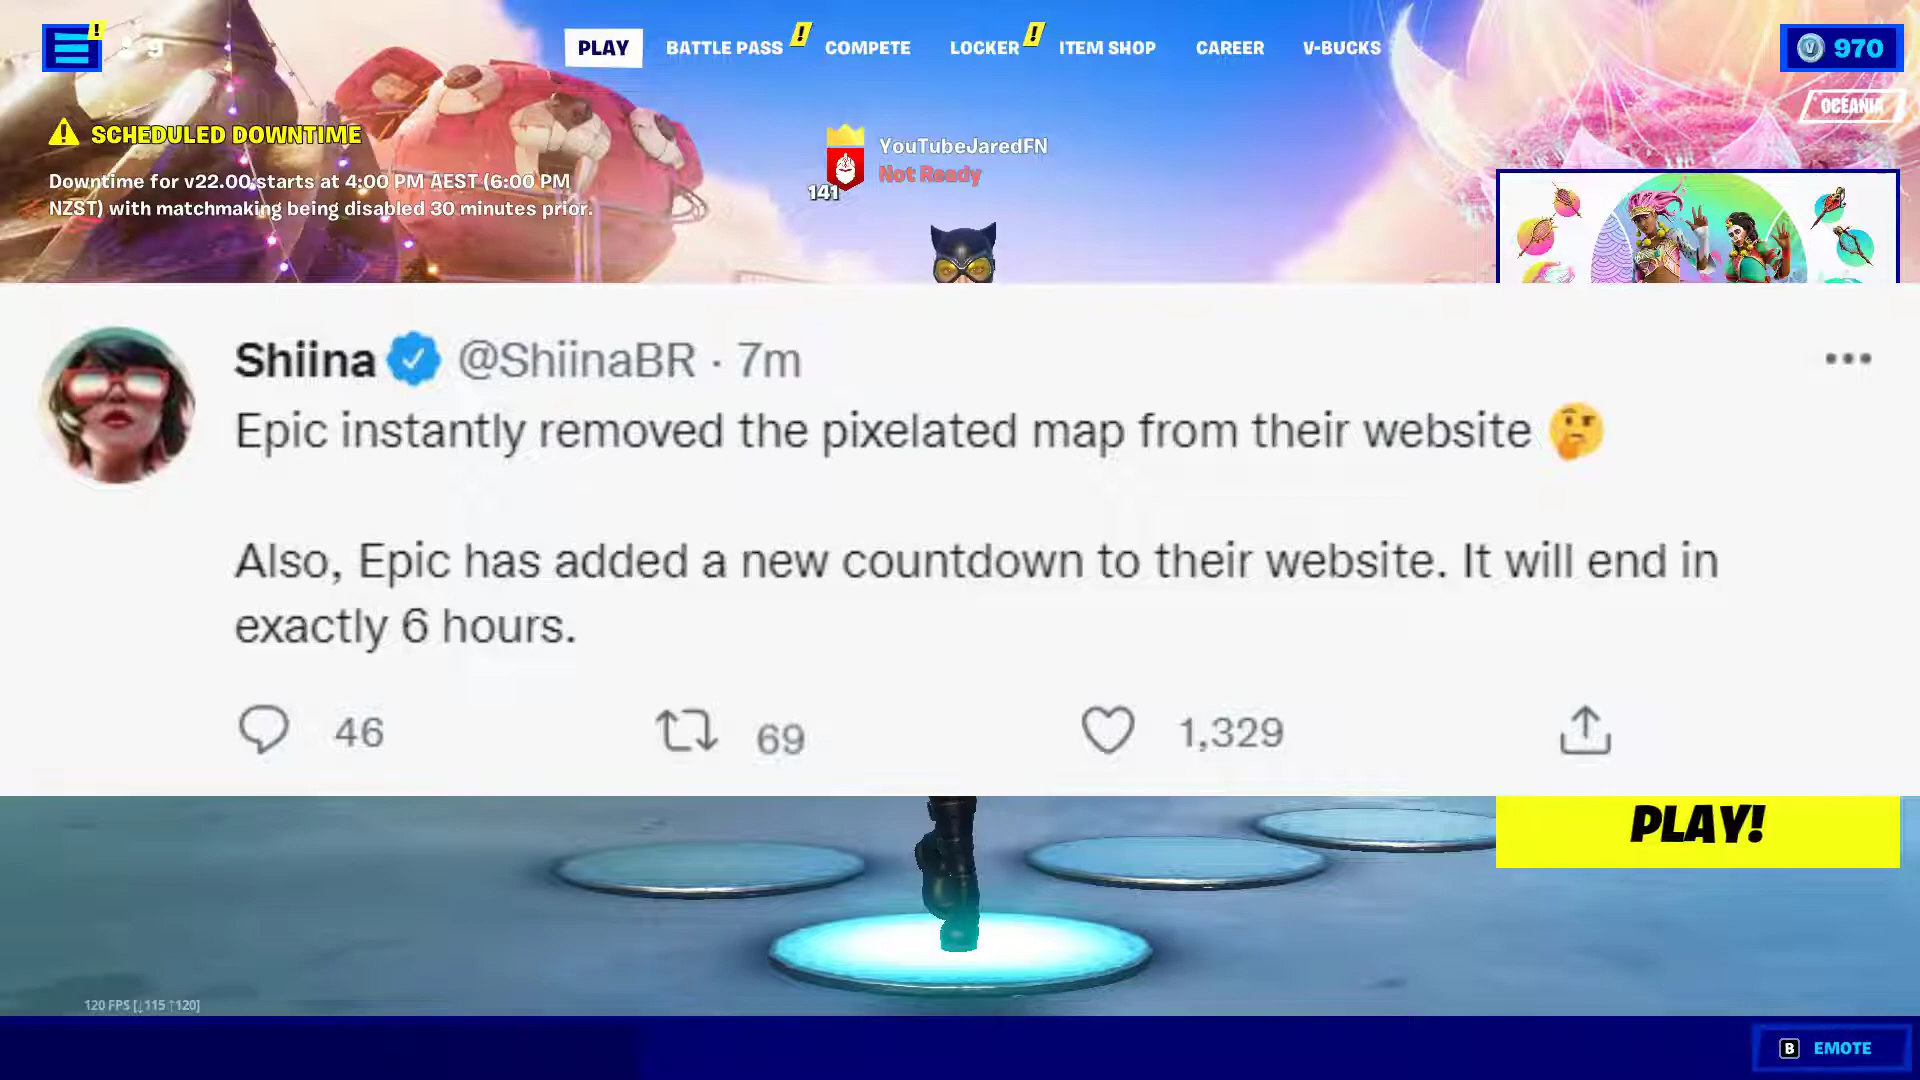 PLAY
BATTLE PASS
COMPETE
LOCKER
ITEM SHOP
CAREER
V-BUCKS
970
OCEANIA
SCHEDULED DOWNTIME
Downtime for v22.00 starts at 4:00 PM AEST (6:00 PM
NZST) with matchmaking being disabled 30 minutes prior.
YouTubeJaredFN
Not Ready
141
Shiina @ShiinaBR · 7m
Epic instantly removed the pixelated map from their website 🤔
Also, Epic has added a new countdown to their website. It will end in
exactly 6 hours.
46
69
1,329
PLAY!
120 FPS [↓115 ↑120]
B EMOTE